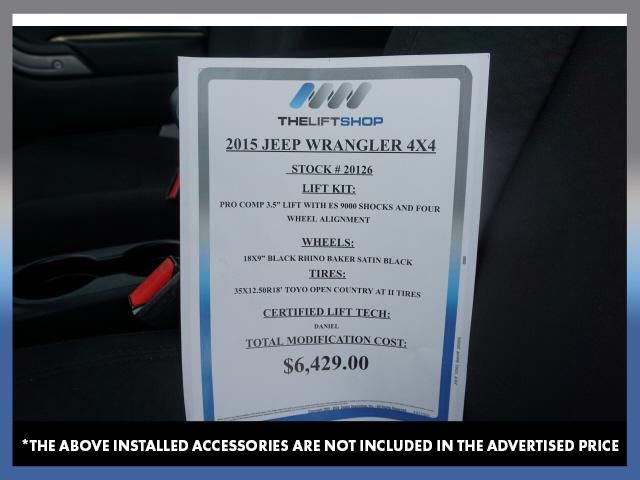 THELIFTSHOP
2015 JEEP WRANGLER 4X4
STOCK # 20126
LIFT KIT:
PRO COMP 3.5" LIFT WITH ES 9000 SHOCKS AND FOUR
WHEEL ALIGNMENT
WHEELS:
18X9" BLACK RHINO BAKER SATIN BLACK
TIRES:
35X12.50R18' TOYO OPEN COUNTRY AT II TIRES
CERTIFIED LIFT TECH:
DANIEL
TOTAL MODIFICATION COST:
$6,429.00
*THE ABOVE INSTALLED ACCESSORIES ARE NOT INCLUDED IN THE ADVERTISED PRICE